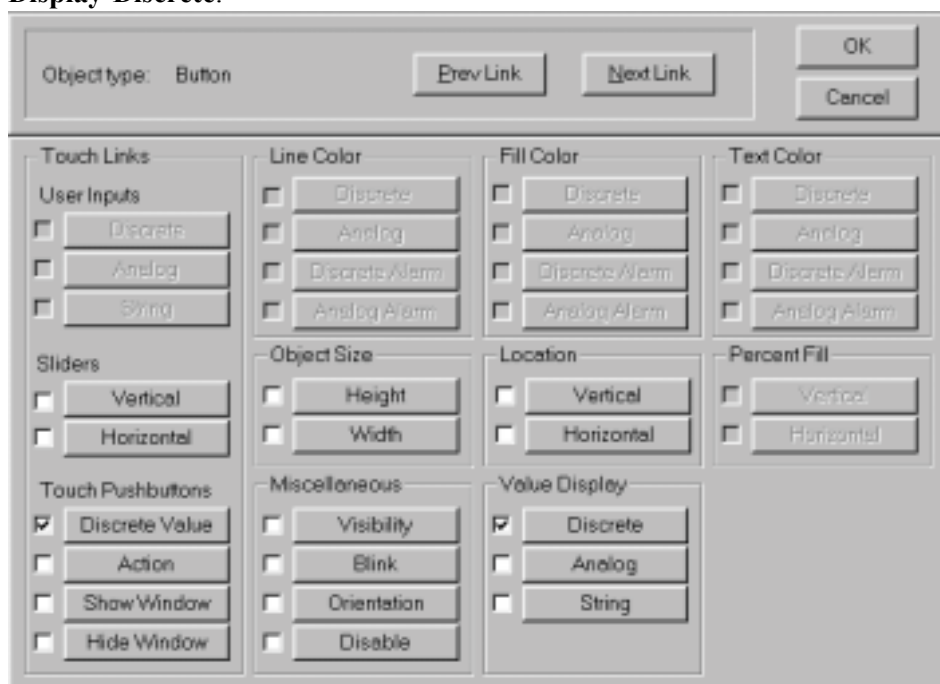 Display Discrete.
OK
Object type: Button
Prev Link
Next Link
Cancel
Touch Links
User Inputs
Discrete
Analog
String
Sliders
Vertical
Horizontal
Touch Pushbuttons
Discrete Value
Action
Show Window
Hide Window
Line Color
Discrete
Analog
Discrete Alarm
Analog Alarm
Object Size
Height
Width
Miscellaneous
Visibility
Blink
Orientation
Disable
Fill Color
Discrete
Analog
Discrete Alarm
Analog Alarm
Location
Vertical
Horizontal
Value Display
Discrete
Analog
String
Text Color
Discrete
Analog
Discrete Alarm
Analog Alarm
Percent Fill
Vertical
Horizontal